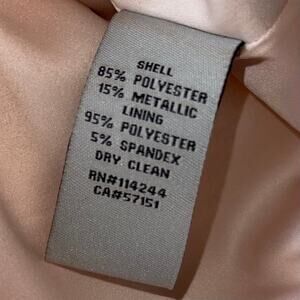 SHELL
85% POLYESTER
15% METALLIC
LINING
95% POLYESTER
5% SPANDEX
DRY CLEAN
RN#114244
CA#57151